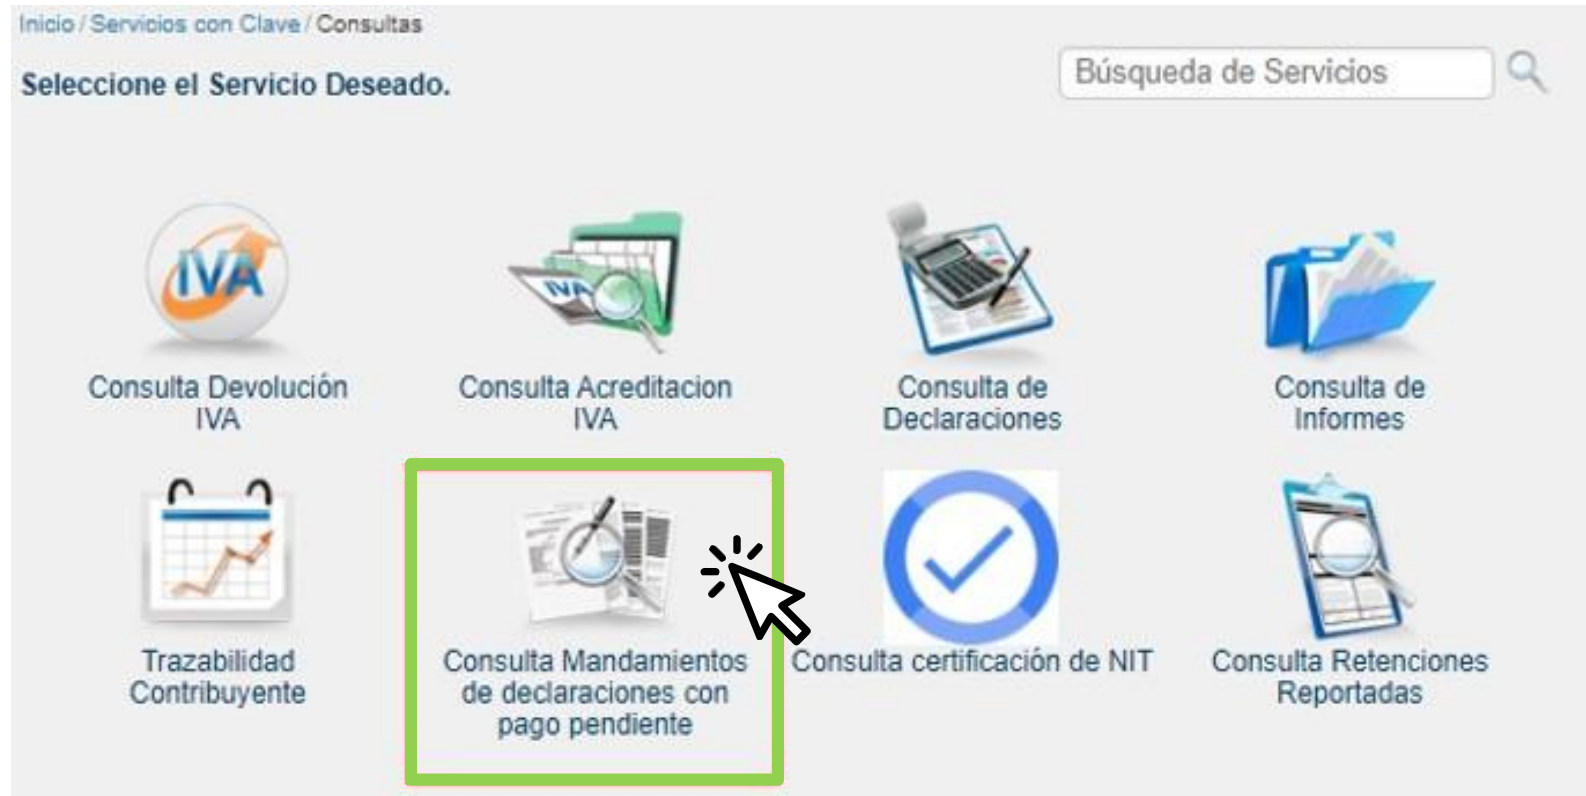 Inicio / Servicios con Clave / Consultas
Seleccione el Servicio Deseado.
Búsqueda de Servicios
IVA
IVA
Consulta Devolución
IVA
Consulta Acreditacion
IVA
Consulta de
Declaraciones
Consulta de
Informes
Trazabilidad
Contribuyente
Consulta Mandamientos
de declaraciones con
pago pendiente
Consulta certificación de NIT
Consulta Retenciones
Reportadas